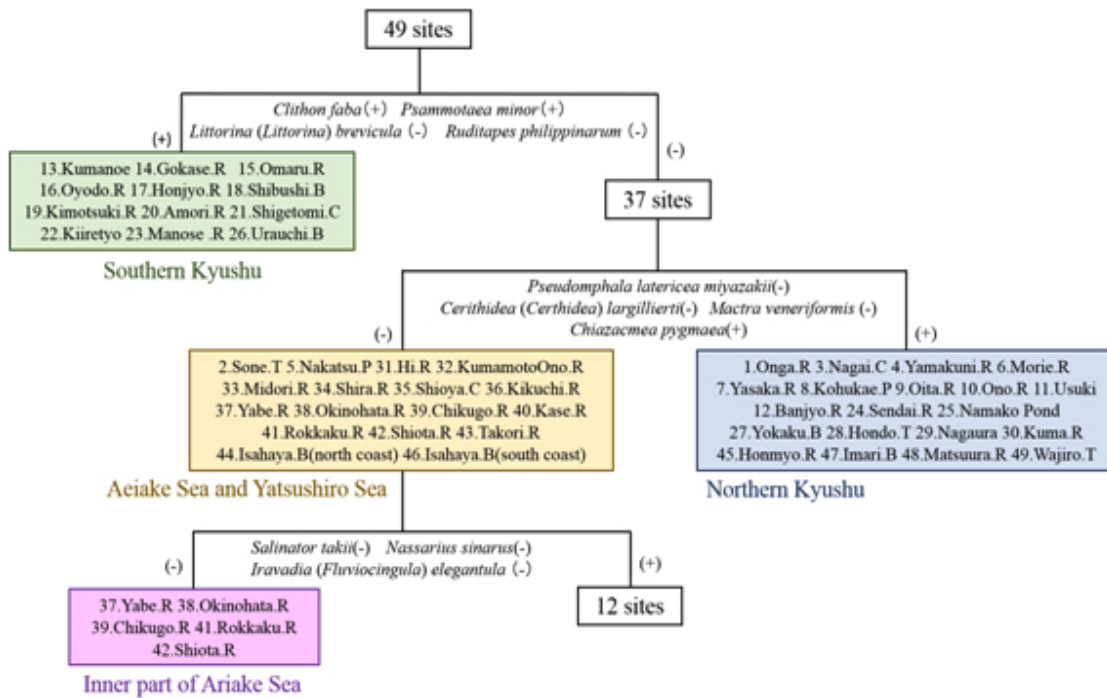 49 sites
Clithon faba(+) Psammotaea minor(+)
Littorina (Littorina) brevicula (-) Ruditapes philippinarum (-)
(+)
(-)
13.Kumanoe 14.Gokase.R 15.Omaru.R
16.Oyodo.R 17.Honjyo.R 18.Shibushi.B
19.Kimotsuki.R 20.Amori.R 21.Shigetomi.C
22.Kiiretyo 23.Manose .R 26.Urauchi.B
Southern Kyushu
37 sites
Pseudomphala latericea miyazakii(-)
Cerithidea (Certhidea) largillierti(-) Mactra veneriformis (-)
Chiazacmea pygmaea(+)
(-)
(+)
2.Sone.T 5.Nakatsu.P 31.Hi.R 32.KumamotoOno.R
33.Midori.R 34.Shira.R 35.Shioya.C 36.Kikuchi.R
37.Yabe.R 38.Okinohata.R 39.Chikugo.R 40.Kase.R
41.Rokkaku.R 42.Shiota.R 43.Takori.R
44.Isahaya.B(north coast) 46.Isahaya.B(south coast)
Aeiake Sea and Yatsushiro Sea
1.Onga.R 3.Nagai.C 4.Yamakuni.R 6.Morie.R
7.Yasaka.R 8.Kohukae.P 9.Oita.R 10.Ono.R 11.Usuki
12.Banjyo.R 24.Sendai.R 25.Namako Pond
27.Yokaku.B 28.Hondo.T 29.Nagaura 30.Kuma.R
45.Honmyo.R 47.Imari.B 48.Matsuura.R 49.Wajiro.T
Northern Kyushu
Salinator takii(-) Nassarius sinarus(-)
Iravadia (Fluviocingula) elegantula (-)
(-)
(+)
37.Yabe.R 38.Okinohata.R
39.Chikugo.R 41.Rokkaku.R
42.Shiota.R
Inner part of Ariake Sea
12 sites